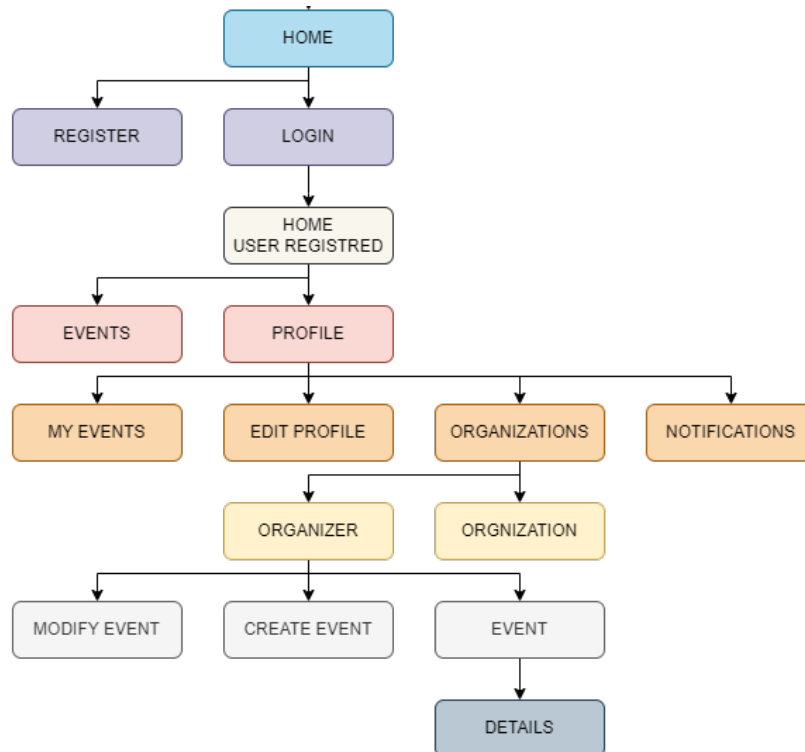 HOME
REGISTER
LOGIN
HOME
USER REGISTRED
EVENTS
PROFILE
MY EVENTS
EDIT PROFILE
ORGANIZATIONS
NOTIFICATIONS
ORGANIZER
ORGNIZATION
MODIFY EVENT
CREATE EVENT
EVENT
DETAILS